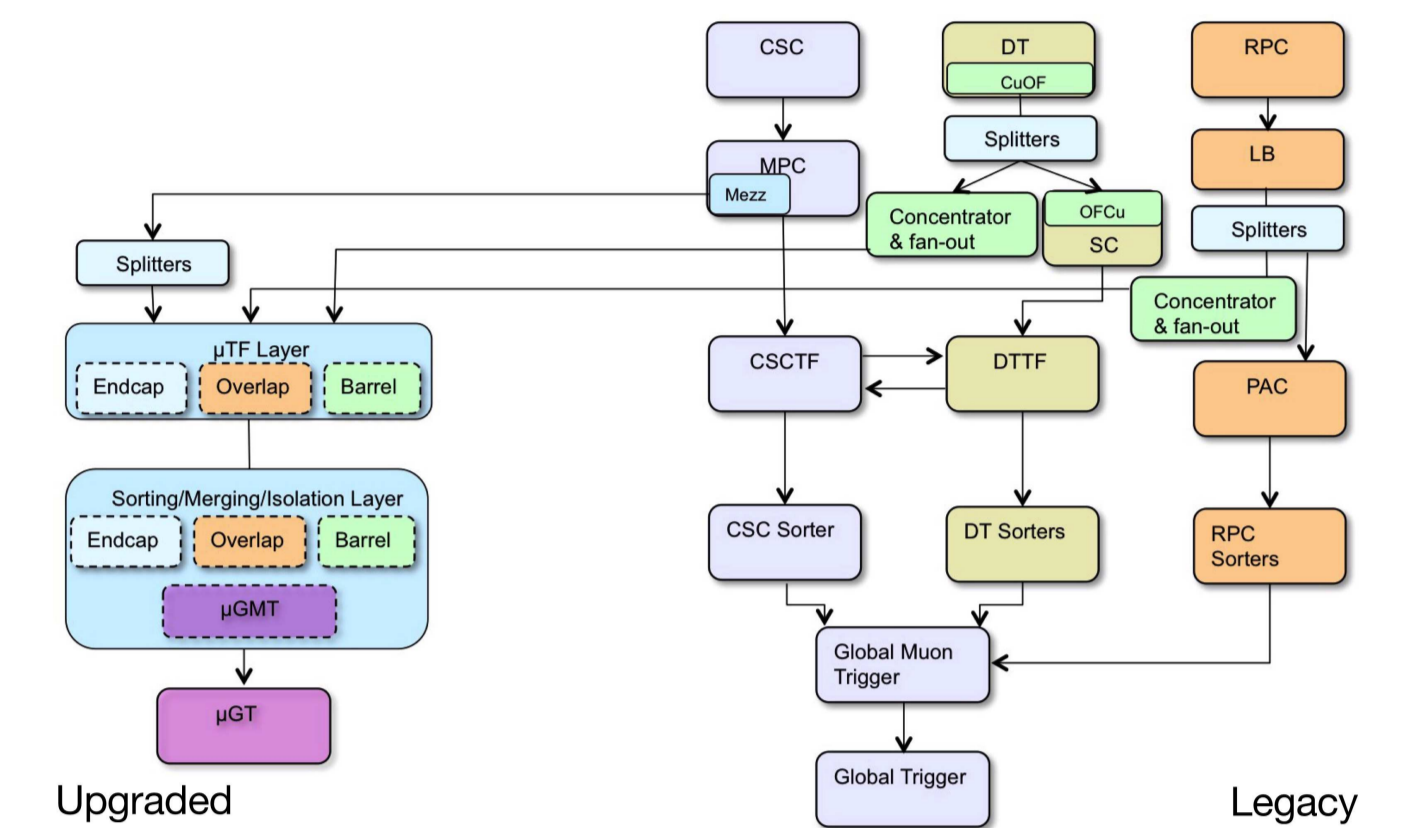 CSC
DT
CuOF
RPC
Splitters
LB
MPC
Mezz
Concentrator
& fan-out
OFCu
SC
Splitters
Splitters
Concentrator
& fan-out
µTF Layer
Endcap
Overlap
Barrel
CSCTF
DTTF
PAC
Sorting/Merging/Isolation Layer
Endcap
Overlap
Barrel
µGMT
CSC Sorter
DT Sorters
RPC
Sorters
Global Muon
Trigger
µGT
Global Trigger
Upgraded
Legacy